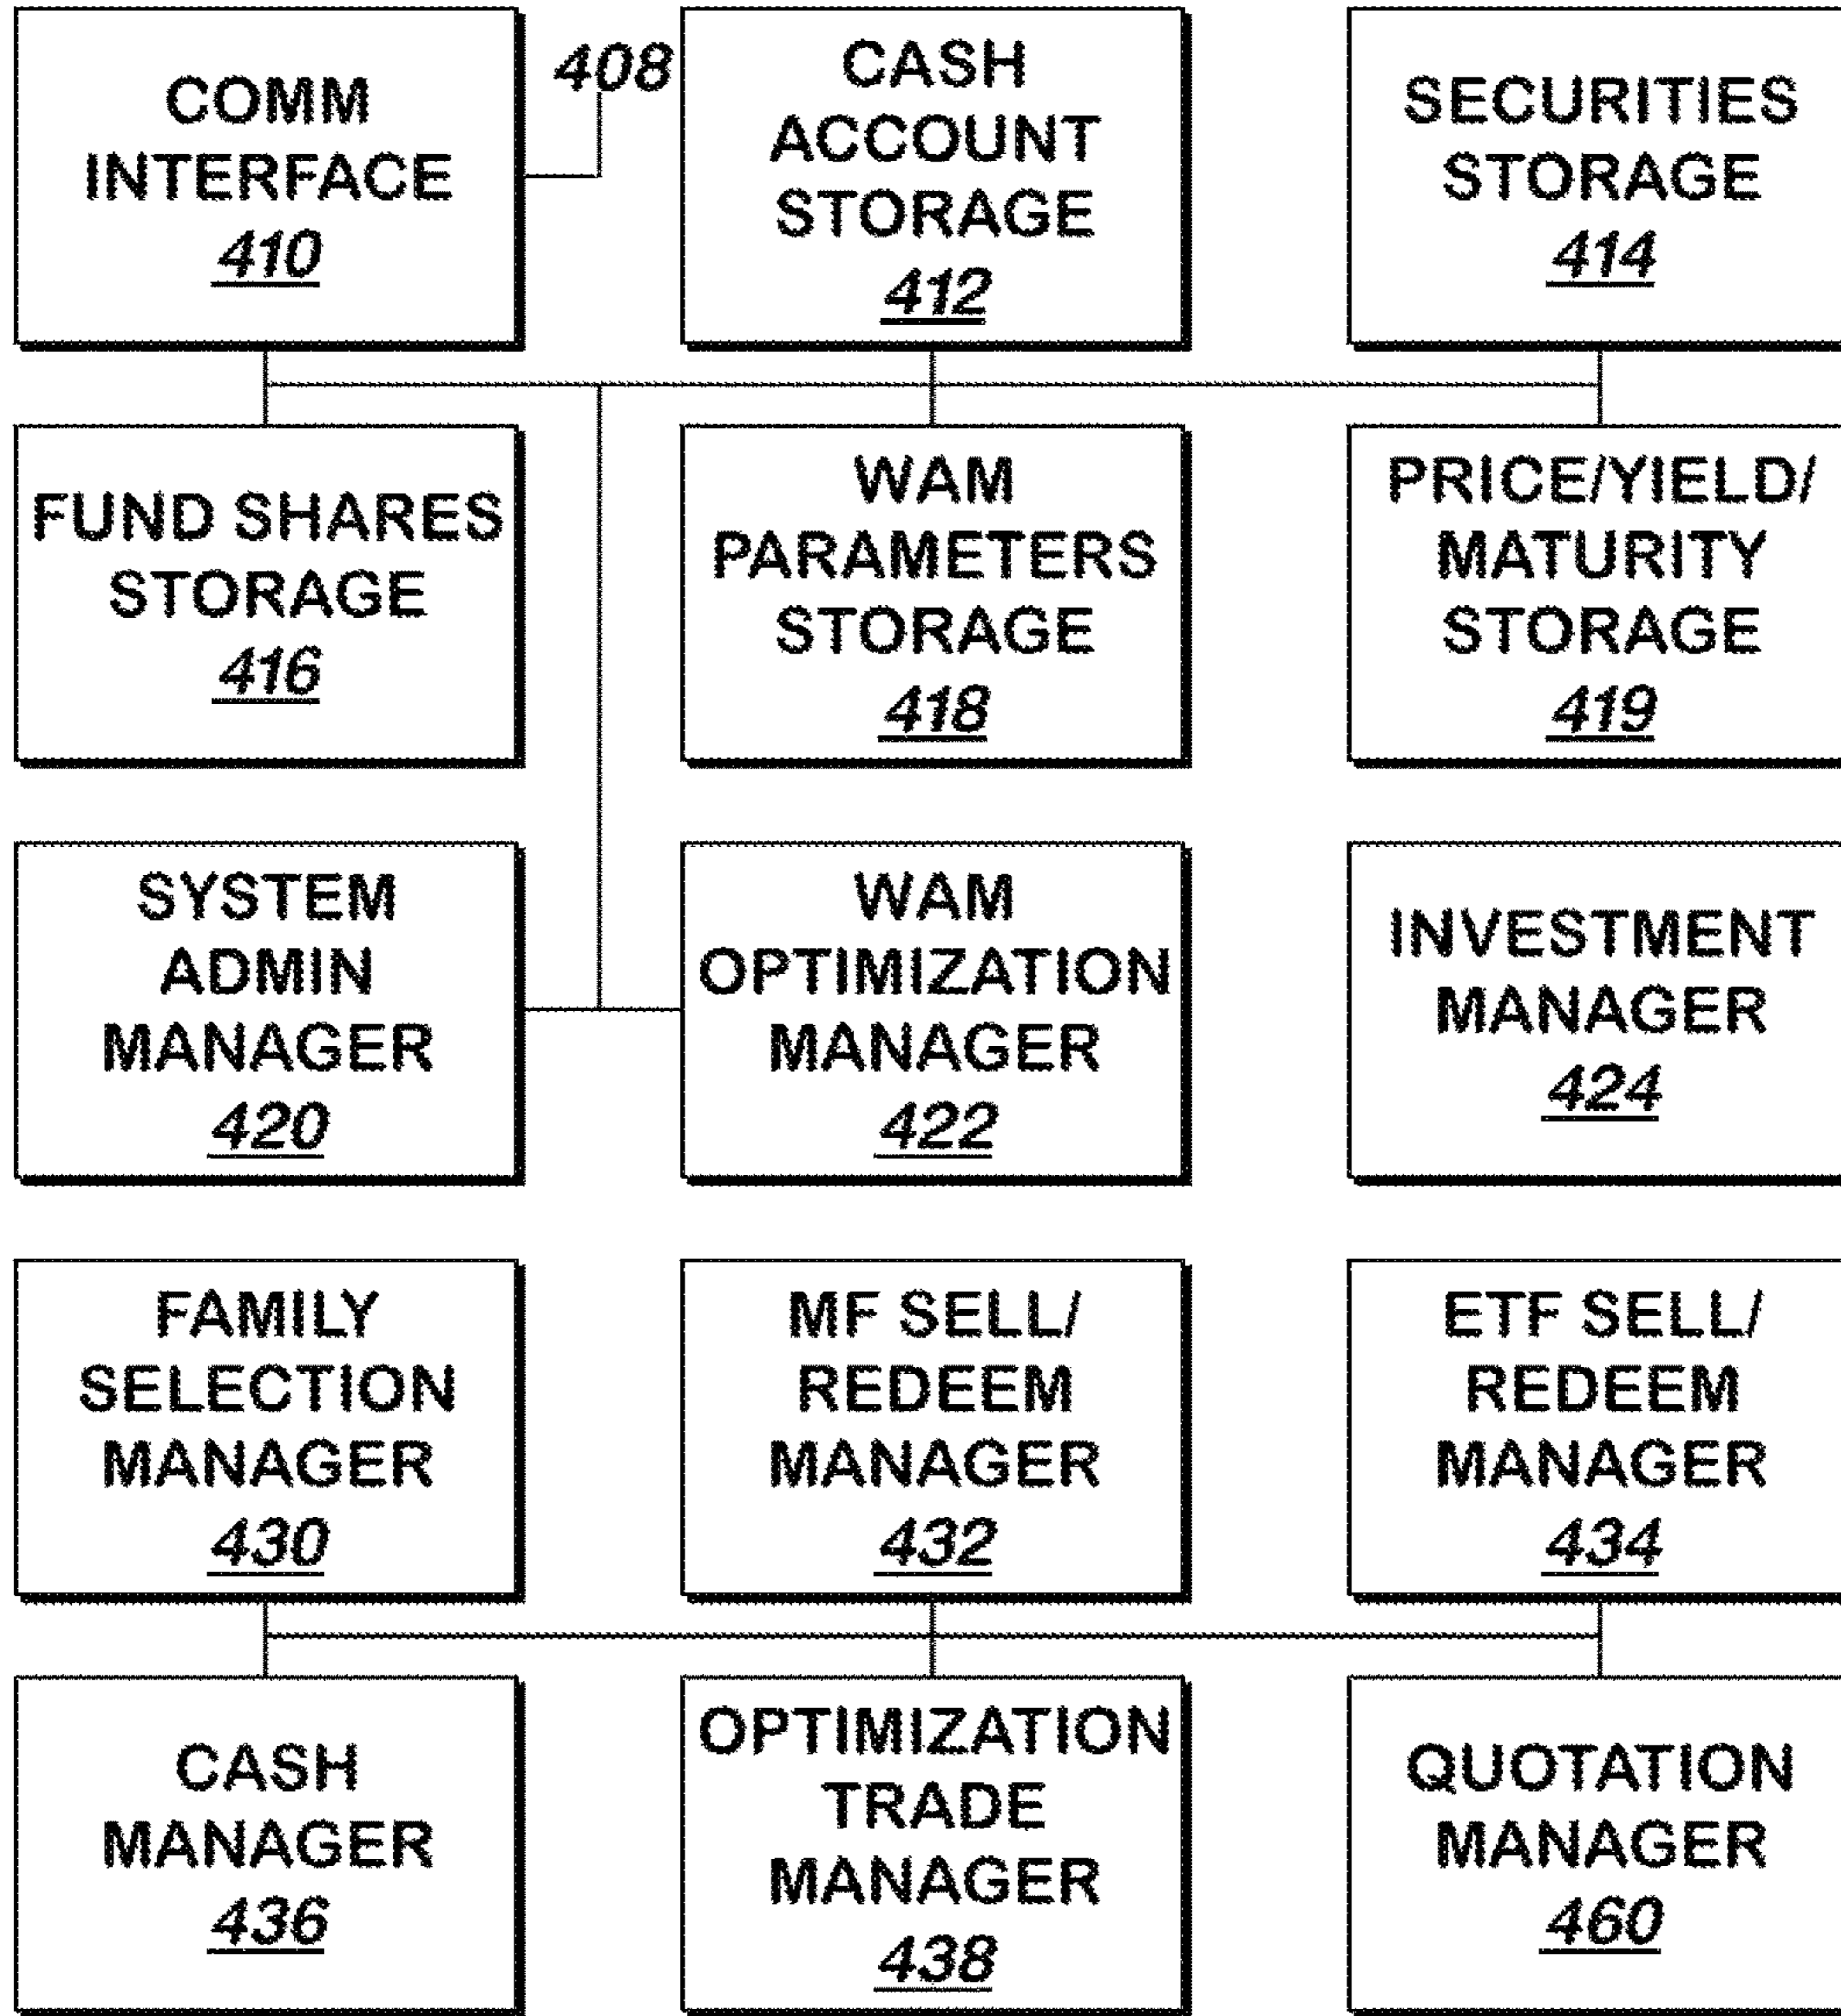 COMM
INTERFACE
410
408
CASH
ACCOUNT
STORAGE
412
SECURITIES
STORAGE
414
FUND SHARES
STORAGE
416
WAM
PARAMETERS
STORAGE
418
PRICE/YIELD/
MATURITY
STORAGE
419
SYSTEM
ADMIN
MANAGER
420
WAM
OPTIMIZATION
MANAGER
422
INVESTMENT
MANAGER
424
FAMILY
SELECTION
MANAGER
430
MF SELL/
REDEEM
MANAGER
432
ETF SELL/
REDEEM
MANAGER
434
CASH
MANAGER
436
OPTIMIZATION
TRADE
MANAGER
438
QUOTATION
MANAGER
460